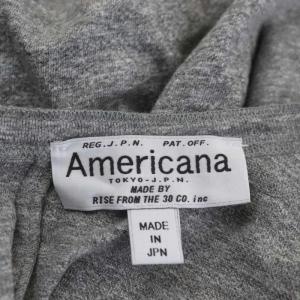 REG.J.P.N. PAT.OFF.
Americana
TOKYO-J.P.N.
MADE BY
RISE FROM THE 30 CO. inc
MADE
IN
JPN